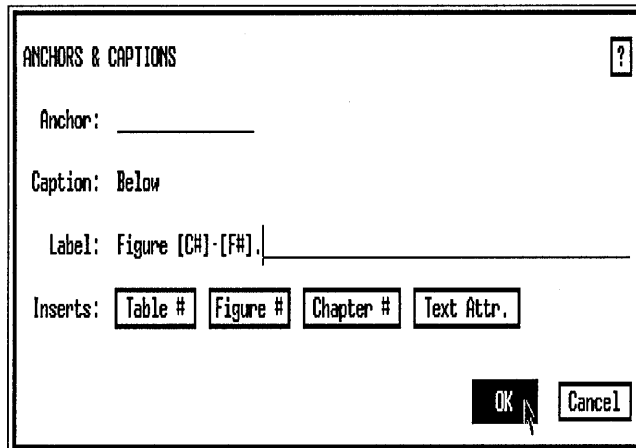 ANCHORS & CAPTIONS ?
Anchor:
Caption: Below
Label: Figure [C#]-[F#].
Inserts: Table # Figure # Chapter # Text Attr.
OK Cancel